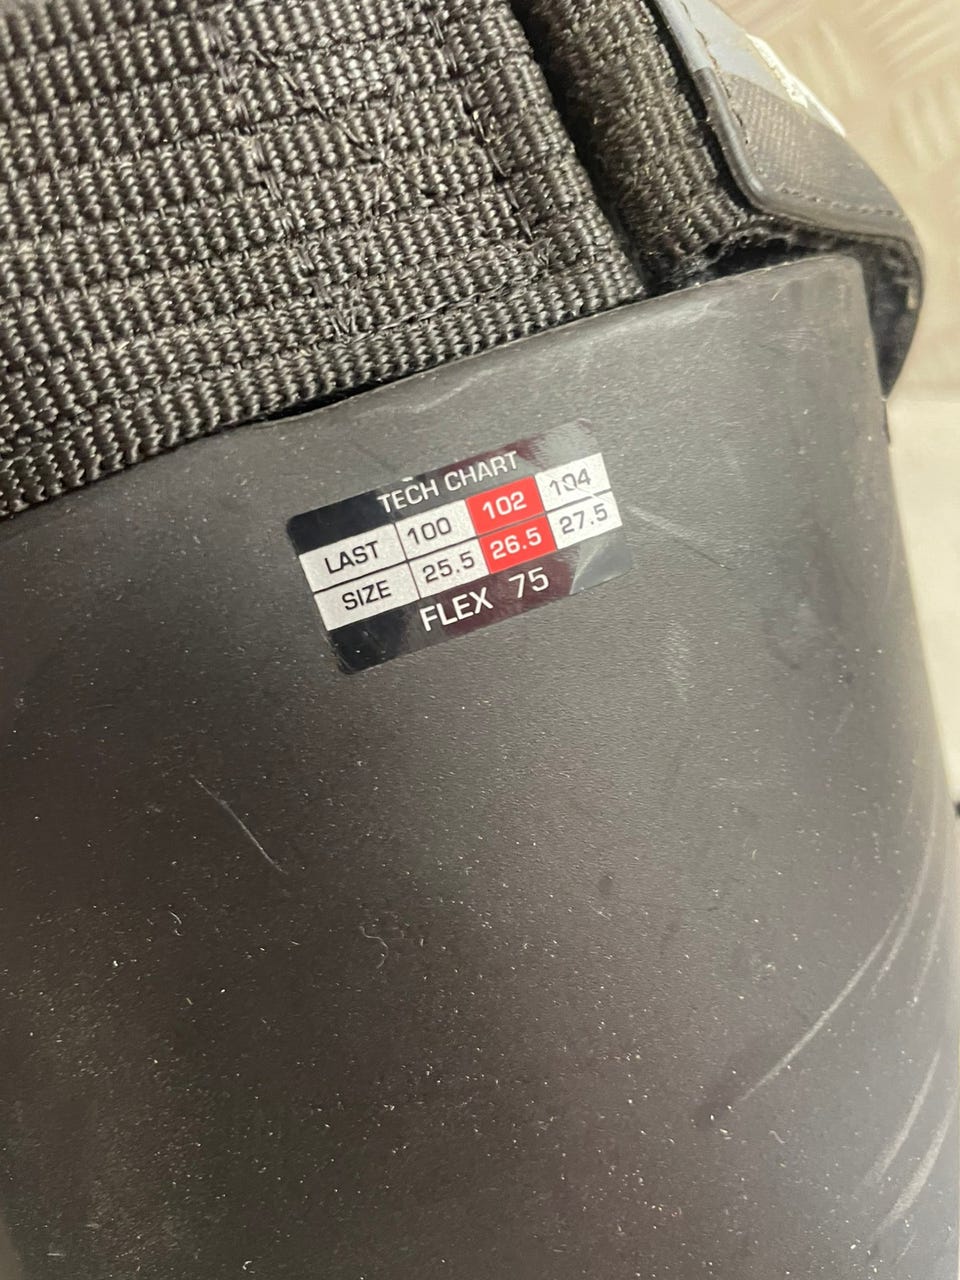 TECH CHART
LAST 100 102 104
SIZE 25.5 26.5 27.5
FLEX 75